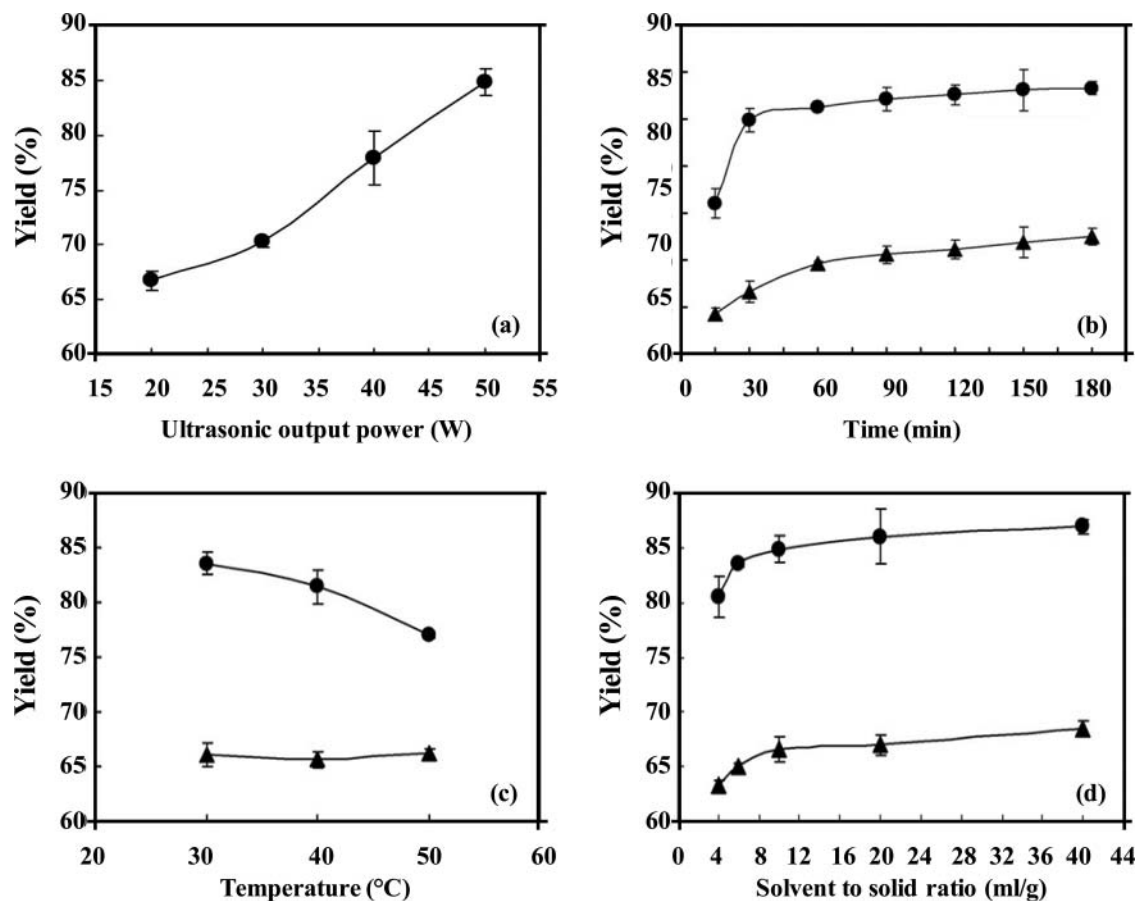 90
85
80
75
70
65
60
Yield (%)
(a)
15 20 25 30 35 40 45 50 55
Ultrasonic output power (W)
90
85
80
75
70
65
60
Yield (%)
(b)
0 30 60 90 120 150 180
Time (min)
90
85
80
75
70
65
60
Yield (%)
(c)
20 30 40 50 60
Temperature (°C)
90
85
80
75
70
65
60
Yield (%)
(d)
0 4 8 12 16 20 24 28 32 36 40 44
Solvent to solid ratio (ml/g)